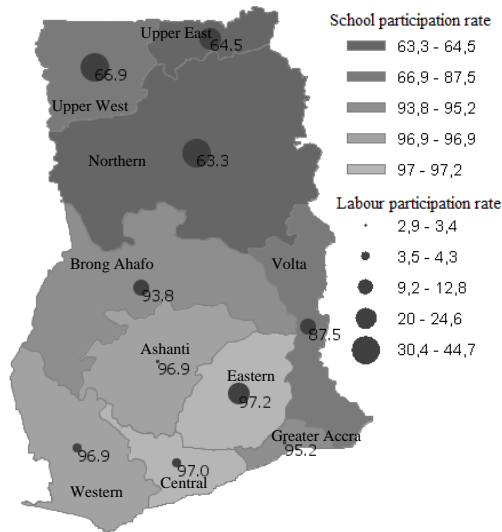 School participation rate
63,3 - 64,5
66,9 - 87,5
93,8 - 95,2
96,9 - 96,9
97 - 97,2
Labour participation rate
2,9 - 3,4
3,5 - 4,3
9,2 - 12,8
20 - 24,6
30,4 - 44,7
Upper East
64.5
66.9
Upper West
Northern
63.3
Brong Ahafo
93.8
Volta
87.5
Ashanti
96.9
Eastern
97.2
Greater Accra
95.2
96.9
Western
97.0
Central